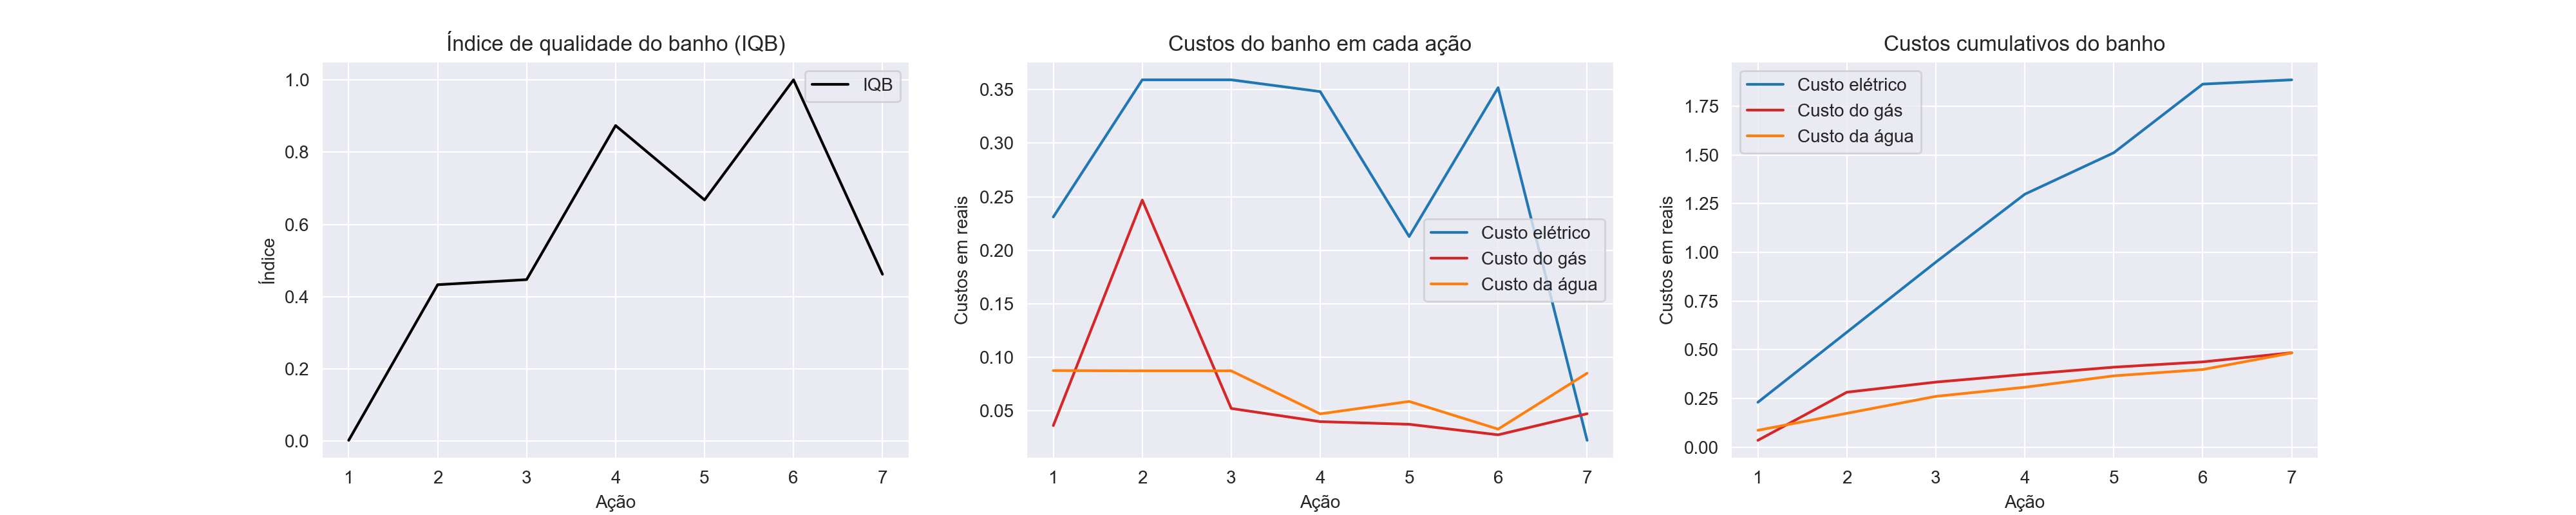 Índice de qualidade do banho (IQB)
1.0
0.8
0.6
0.4
0.2
0.0
Índice
IQB
1 2 3 4 5 6 7
Ação
Custos do banho em cada ação
0.35
0.30
0.25
0.20
0.15
0.10
0.05
Custos em reais
Custo elétrico
Custo do gás
Custo da água
1 2 3 4 5 6 7
Ação
Custos cumulativos do banho
1.75
1.50
1.25
1.00
0.75
0.50
0.25
0.00
Custos em reais
Custo elétrico
Custo do gás
Custo da água
1 2 3 4 5 6 7
Ação